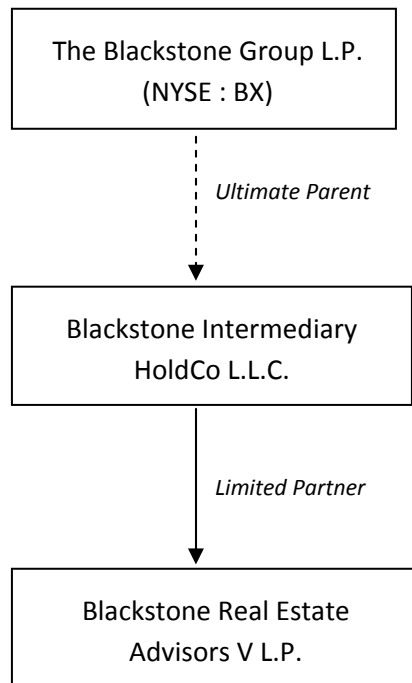 The Blackstone Group L.P.
(NYSE : BX)
Ultimate Parent
Blackstone Intermediary
HoldCo L.L.C.
Limited Partner
Blackstone Real Estate
Advisors V L.P.